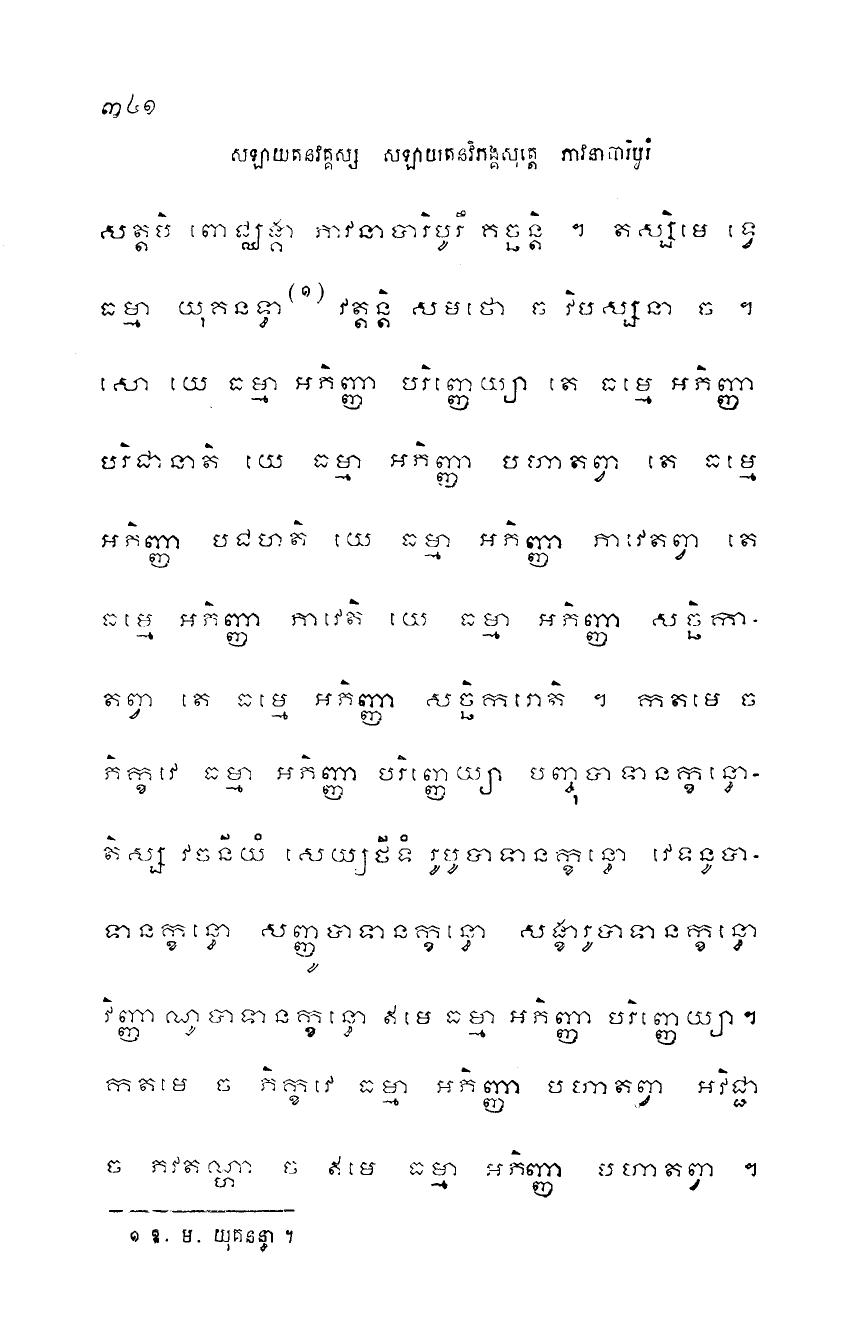 ៣៤១
សឡាយតនវគ្គស្ស សឡាយតនវិភង្គសុត្តេ ភាវនាបារិបូរំ
សត្តបិ ពោជ្ឈង្គា ភាវនាបារិបូរឹ គច្ឆន្តិ ។ តស្សិមេ ទ្វេ
ធម្មា យុគនទ្ធា(១) វត្តន្តិ សមថោ ច វិបស្សនា ច ។
សោ យេ ធម្មា អភិញ្ញា បរិញ្ញេយ្យា តេ ធម្មេ អភិញ្ញា
បរិជានាតិ យេ ធម្មា អភិញ្ញា បហាតព្វា តេ ធម្មេ
អភិញ្ញា បជហតិ យេ ធម្មា អភិញ្ញា ភាវេតព្វា តេ
ធម្មេ អភិញ្ញា ភាវេតិ យេ ធម្មា អភិញ្ញា សច្ឆិកា-
តព្វា តេ ធម្មេ អភិញ្ញា សច្ឆិករោតិ ។ កតមេ ច
ភិក្ខវេ ធម្មា អភិញ្ញា បរិញ្ញេយ្យា បញ្ចុបាទានក្ខន្ធោ-
តិស្ស វចនីយំ សេយ្យថីទំ រូបូបាទានក្ខន្ធោ វេទនូបា-
ទានក្ខន្ធោ សញ្ញូបាទានក្ខន្ធោ សង្ខារូបាទានក្ខន្ធោ
វិញ្ញាណូបាទានក្ខន្ធោ ឥមេ ធម្មា អភិញ្ញា បរិញ្ញេយ្យា ។
កតមេ ច ភិក្ខវេ ធម្មា អភិញ្ញា បហាតព្វា អវិជ្ជា
ច ភវតណ្ហា ច ឥមេ ធម្មា អភិញ្ញា បហាតព្វា ។
១ ឱ. ម. យុគនន្ធា ។